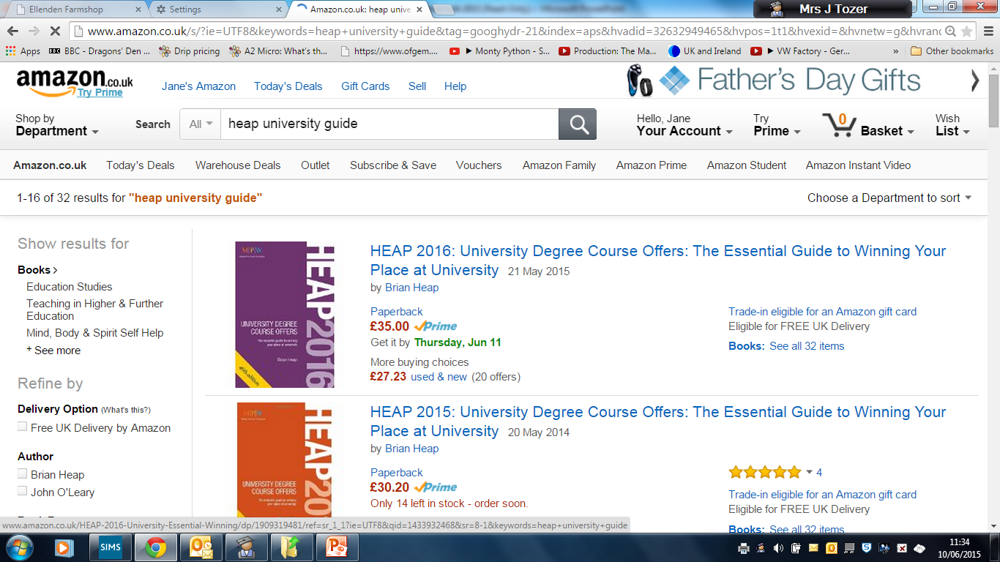 Ellenden Farmshop
Settings
Amazon.co.uk: heap unive
Mrs J Tozer
www.amazon.co.uk/s/?ie=UTF8&keywords=heap+university+guide&tag=googhydr-21&index=aps&hvadid=32632949465&hvpos=1t1&hvexid=&hvnetw=g&hvranc
Apps BBC - Dragons' Den ... Drip pricing A2 Micro: What's th... https://www.ofgem.... ▶ Monty Python - S... Production: The Ma... UK and Ireland ▶ VW Factory - Ger... » Other bookmarks
amazon.co.uk
Try Prime
Jane's Amazon Today's Deals Gift Cards Sell Help
Father's Day Gifts
Shop by
Department
Search All heap university guide
Hello, Jane
Your Account
Try
Prime
0
Basket
Wish
List
Amazon.co.uk Today's Deals Warehouse Deals Outlet Subscribe & Save Vouchers Amazon Family Amazon Prime Amazon Student Amazon Instant Video
1-16 of 32 results for "heap university guide"
Choose a Department to sort
Show results for
Books ›
Education Studies
Teaching in Higher & Further
Education
Mind, Body & Spirit Self Help
+ See more
Refine by
Delivery Option (What's this?)
Free UK Delivery by Amazon
Author
Brian Heap
John O'Leary
HEAP2016
UNIVERSITY DEGREE
COURSE OFFERS
Brian Heap
HEAP 2016: University Degree Course Offers: The Essential Guide to Winning Your
Place at University 21 May 2015
by Brian Heap
Paperback
£35.00 Prime
Get it by Thursday, Jun 11
More buying choices
£27.23 used & new (20 offers)
Trade-in eligible for an Amazon gift card
Eligible for FREE UK Delivery
Books: See all 32 items
HEAP20
UNIVERSITY DEGREE
COURSE OFFERS
HEAP 2015: University Degree Course Offers: The Essential Guide to Winning Your
Place at University 20 May 2014
by Brian Heap
Paperback
£30.20 Prime
Only 14 left in stock - order soon.
4
Trade-in eligible for an Amazon gift card
Eligible for FREE UK Delivery
Books: See all 32 items
www.amazon.co.uk/HEAP-2016-University-Essential-Winning/dp/1909319481/ref=sr_1_1?ie=UTF8&qid=1433932468&sr=8-1&keywords=heap+university+guide
SIMS
11:34
10/06/2015